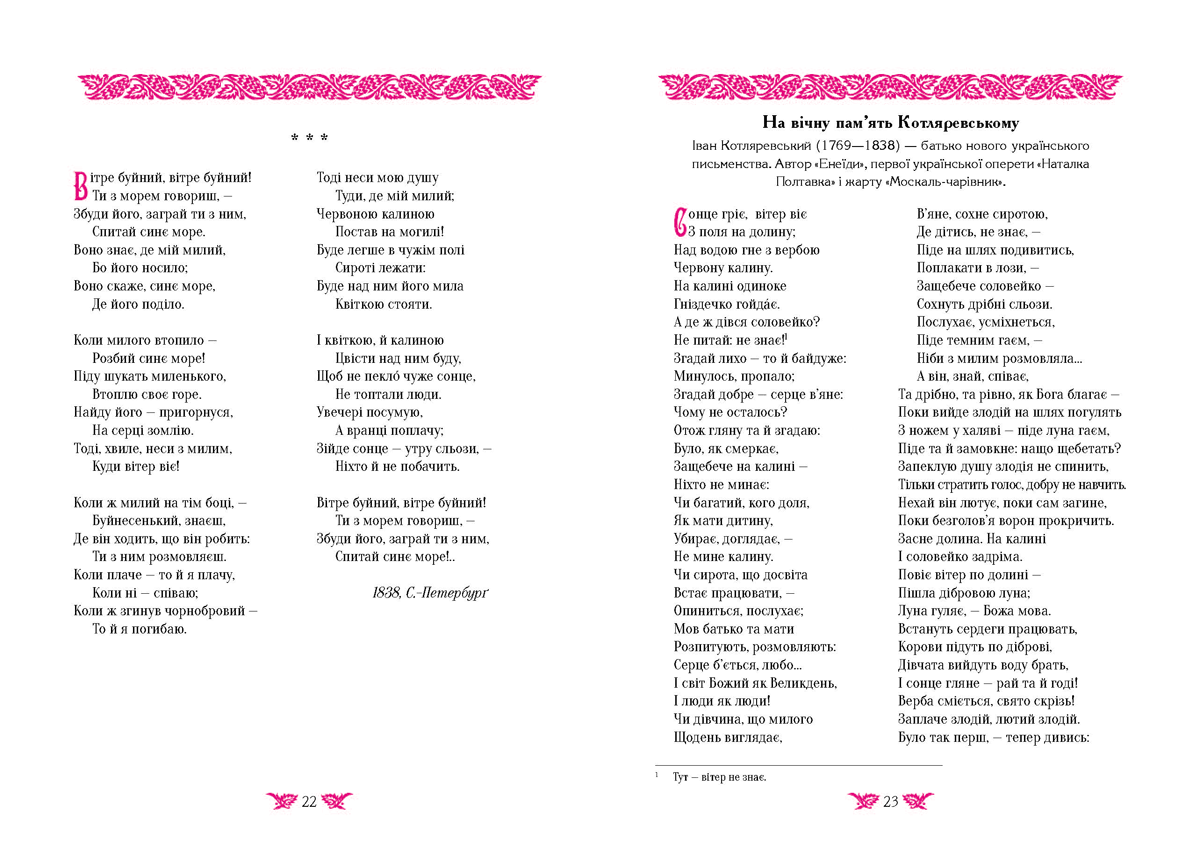 * * *
Вітре буйний, вітре буйний!
Ти з морем говориш, —
Збуди його, заграй ти з ним,
Спитай синє море.
Воно знає, де мій милий,
Бо його носило;
Воно скаже, синє море,
Де його поділо.
Коли милого втопило —
Розбий синє море!
Піду шукать миленького,
Втоплю своє горе.
Найду його — пригорнуся,
На серці зомлію.
Тоді, хвиле, неси з милим,
Куди вітер віє!
Коли ж милий на тім боці, —
Буйнесенький, знаєш,
Де він ходить, що він робить:
Ти з ним розмовляєш.
Коли плаче — то й я плачу,
Коли ні — співаю;
Коли ж згинув чорнобровий —
То й я погибаю.
Тоді неси мою душу
Туди, де мій милий;
Червоною калиною
Постав на могилі!
Буде легше в чужім полі
Сироті лежати:
Буде над ним його мила
Квіткою стояти.
І квіткою, й калиною
Цвісти над ним буду,
Щоб не пекло́ чуже сонце,
Не топтали люди.
Увечері посумую,
А вранці поплачу;
Зійде сонце — утру сльози, —
Ніхто й не побачить.
Вітре буйний, вітре буйний!
Ти з морем говориш, —
Збуди його, заграй ти з ним,
Спитай синє море!..
1838, С.-Петербурґ
22
На вічну пам’ять Котляревському
Іван Котляревський (1769—1838) — батько нового українського
письменства. Автор «Енеїди», первої української оперети «Наталка
Полтавка» і жарту «Москаль-чарівник».
Сонце гріє, вітер віє
З поля на долину;
Над водою гне з вербою
Червону калину.
На калині одиноке
Гніздечко гойда́є.
А де ж дівся соловейко?
Не питай: не знає!¹
Згадай лихо — то й байдуже:
Минулось, пропало;
Згадай добре — серце в’яне:
Чому не осталось?
Отож гляну та й згадаю:
Було, як смеркає,
Защебече на калині —
Ніхто не минає:
Чи багатий, кого доля,
Як мати дитину,
Убирає, доглядає, —
Не мине калину.
Чи сирота, що досвіта
Встає працювати, —
Опиниться, послухає;
Мов батько та мати
Розпитують, розмовляють:
Серце б’ється, любо...
І світ Божий як Великдень,
І люди як люди!
Чи дівчина, що милого
Щодень виглядає,
В’яне, сохне сиротою,
Де дітись, не знає, —
Піде на шлях подивитись,
Поплакати в лози, —
Защебече соловейко —
Сохнуть дрібні сльози.
Послухає, усміхнеться,
Піде темним гаєм, —
Ніби з милим розмовляла...
А він, знай, співає,
Та дрібно, та рівно, як Бога благає —
Поки вийде злодій на шлях погулять
З ножем у халяві — піде луна гаєм,
Піде та й замовкне: нащо щебетать?
Запеклую душу злодія не спинить,
Тільки стратить голос, добру не навчить.
Нехай він лютує, поки сам загине,
Поки безголов’я ворон прокричить.
Засне долина. На калині
І соловейко задріма.
Повіє вітер по долині —
Пішла дібровою луна;
Луна гуляє, — Божа мова.
Встануть сердеги працювать,
Корови підуть по діброві,
Дівчата вийдуть воду брать,
І сонце гляне — рай та й годі!
Верба сміється, свято скрізь!
Заплаче злодій, лютий злодій.
Було так перш, — тепер дивись:
¹ Тут — вітер не знає.
23